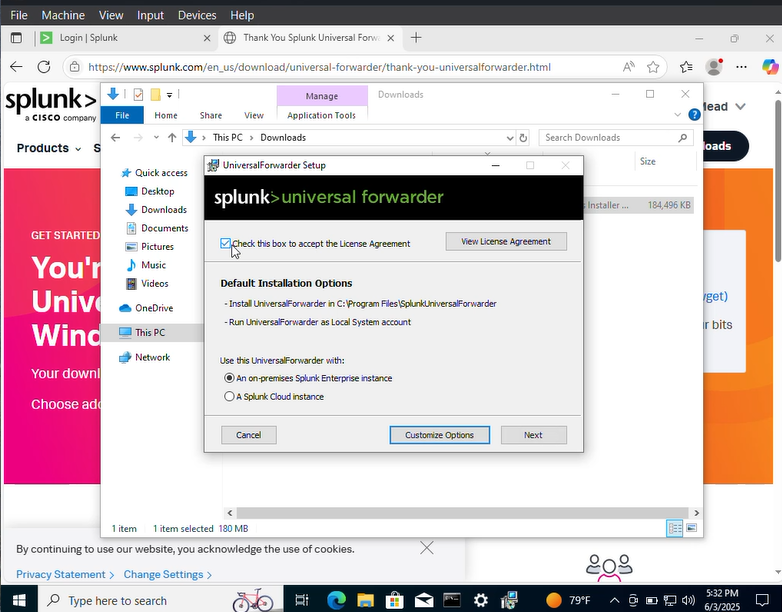 File Machine View Input Devices Help
Login | Splunk
Thank You Splunk Universal Forw
https://www.splunk.com/en_us/download/universal-forwarder/thank-you-universalforwarder.html
splunk>
a CISCO company
Manage
Downloads
File Home Share View Application Tools
This PC > Downloads
Search Downloads
Products
Size
Installer ... 184,496 KB
Quick access
Desktop
Downloads
Documents
Pictures
Music
Videos
OneDrive
This PC
Network
GET STARTED
You'r
Unive
Wind
Your downl
Choose add
UniversalForwarder Setup
splunk>universal forwarder
Check this box to accept the License Agreement
View License Agreement
Default Installation Options
- Install UniversalForwarder in C:\Program Files\SplunkUniversalForwarder
- Run UniversalForwarder as Local System account
Use this UniversalForwarder with:
An on-premises Splunk Enterprise instance
A Splunk Cloud instance
Cancel
Customize Options
Next
wget)
ir bits
1 item 1 item selected 180 MB
By continuing to use our website, you acknowledge the use of cookies.
Privacy Statement > Change Settings >
Type here to search
79°F
5:32 PM
6/3/2025